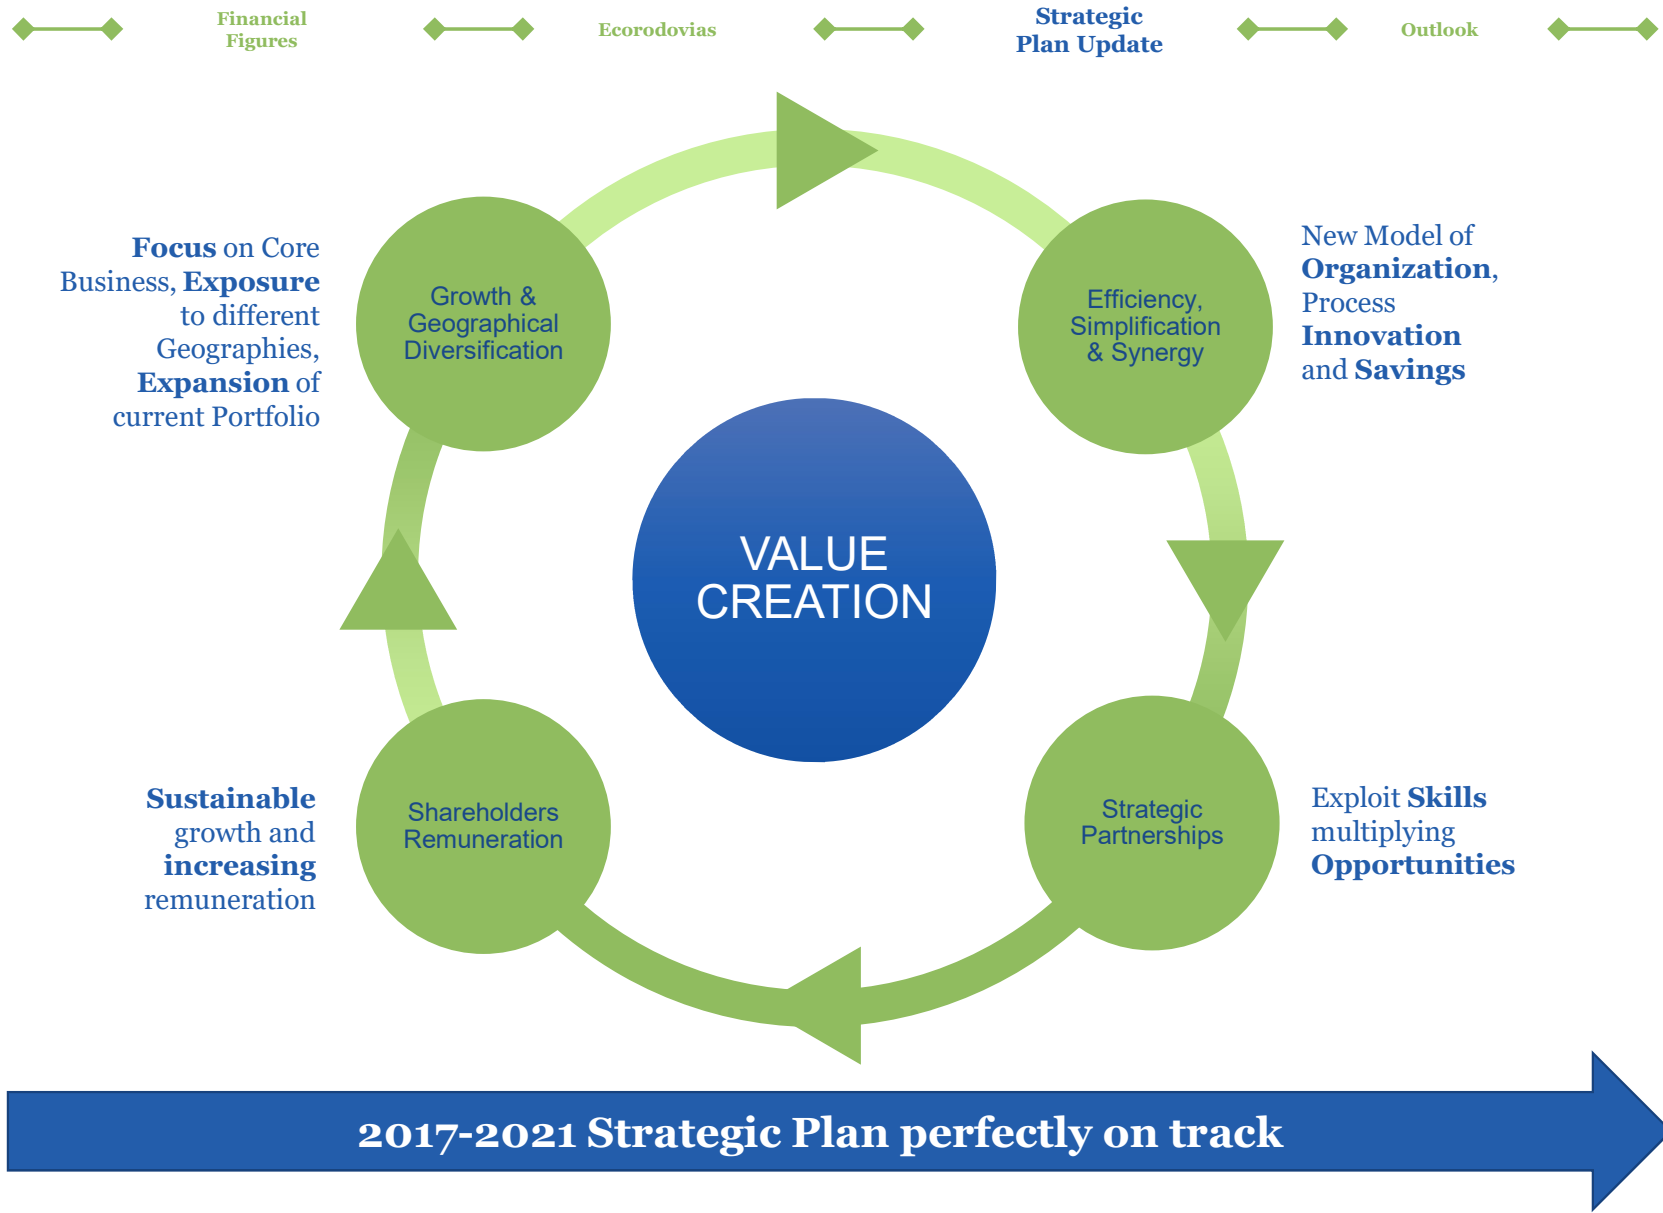 Financial
Figures
Ecorodovias
Strategic
Plan Update
Outlook
Focus on Core
Business, Exposure
to different
Geographies,
Expansion of
current Portfolio
Growth &
Geographical
Diversification
Efficiency,
Simplification
& Synergy
New Model of
Organization,
Process
Innovation
and Savings
VALUE
CREATION
Sustainable
growth and
increasing
remuneration
Shareholders
Remuneration
Strategic
Partnerships
Exploit Skills
multiplying
Opportunities
2017-2021 Strategic Plan perfectly on track